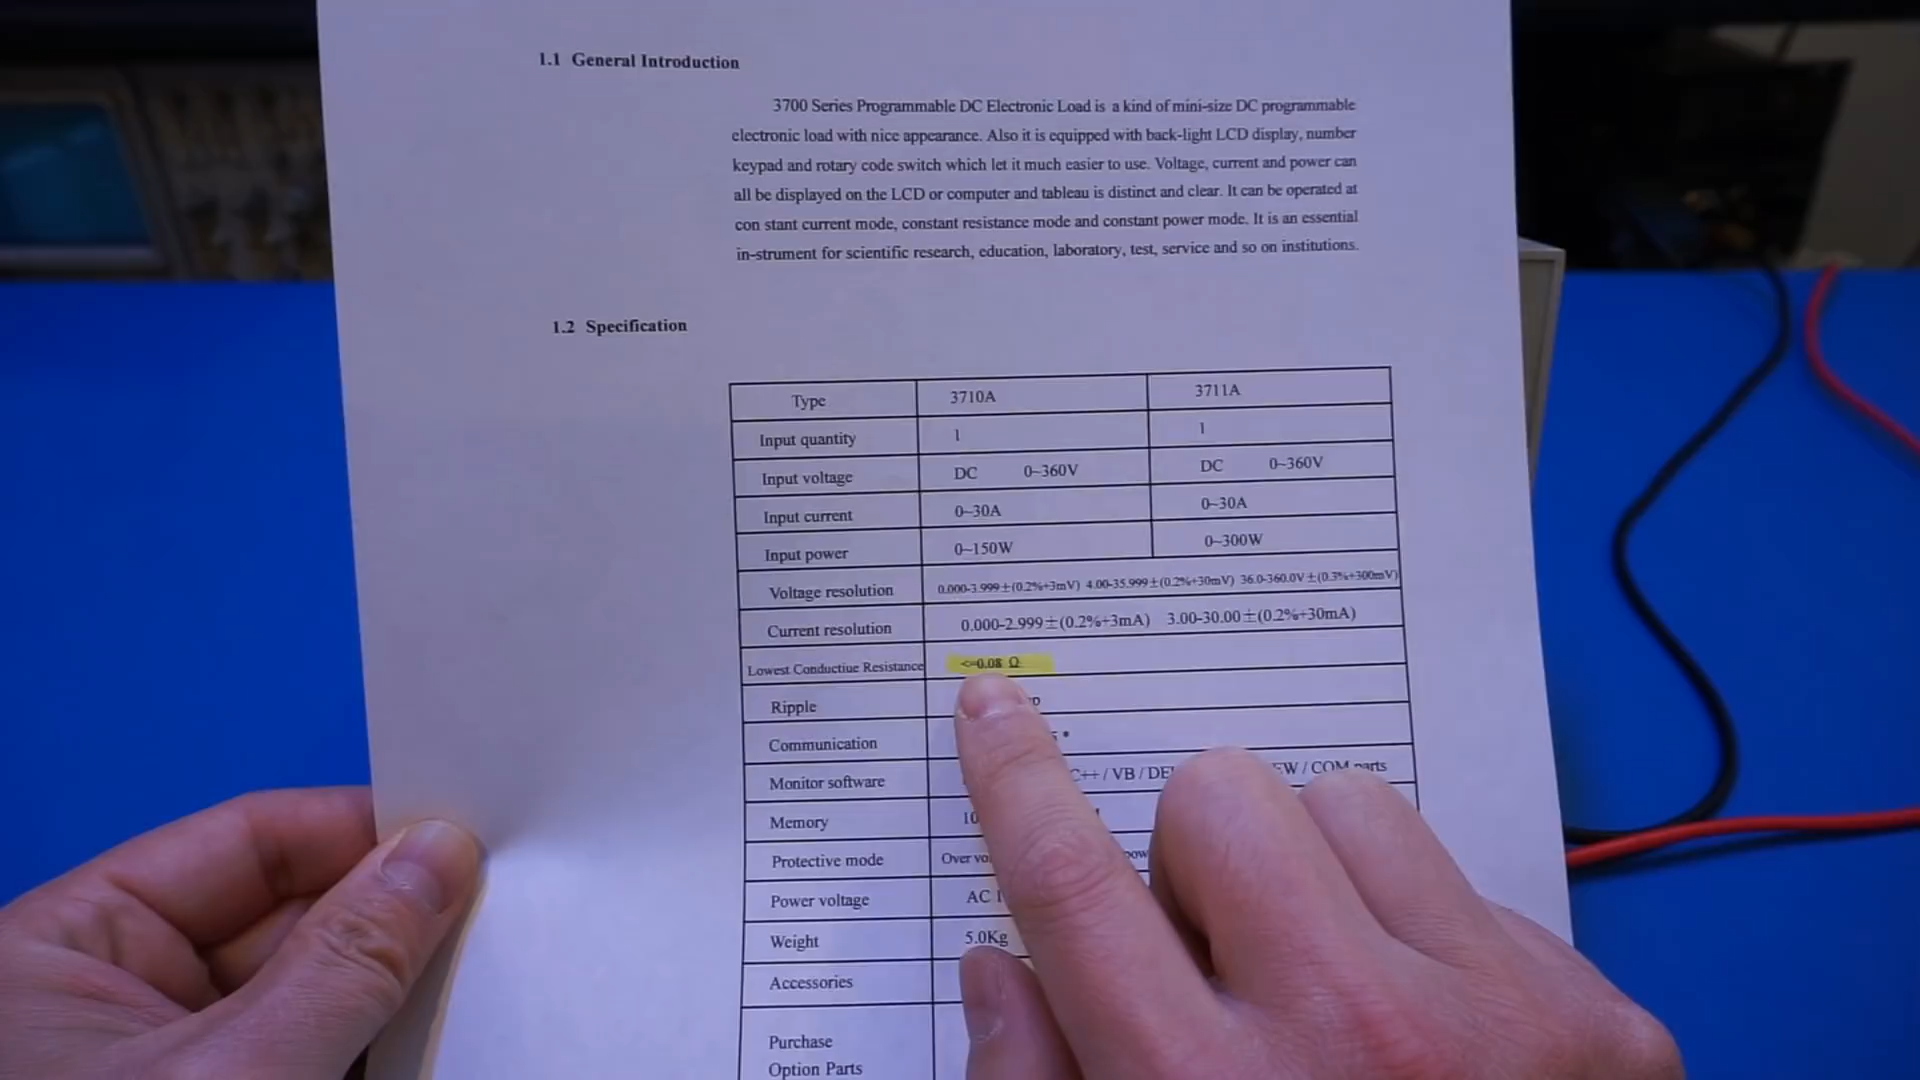 1.1 General Introduction
3700 Series Programmable DC Electronic Load is a kind of mini-size DC programmable
electronic load with nice appearance. Also it is equipped with back-light LCD display, number
keypad and rotary code switch which let it much easier to use. Voltage, current and power can
all be displayed on the LCD or computer and tableau is distinct and clear. It can be operated at
con stant current mode, constant resistance mode and constant power mode. It is an essential
in-strument for scientific research, education, laboratory, test, service and so on institutions.
1.2 Specification
Type 3710A 3711A
Input quantity 1 1
Input voltage DC 0~360V DC 0~360V
Input current 0~30A 0~30A
Input power 0~150W 0~300W
Voltage resolution 0.000-3.999±(0.2%+3mV) 4.00-35.999±(0.2%+30mV) 36.0-360.0V±(0.3%+300mV)
Current resolution 0.000-2.999±(0.2%+3mA) 3.00-30.00±(0.2%+30mA)
Lowest Conductiue Resistance <=0.08 Ω
Ripple
Communication *
Monitor software C++ / VB / COM parts
Memory
Protective mode Over
Power voltage AC
Weight 5.0Kg
Accessories
Purchase
Option Parts